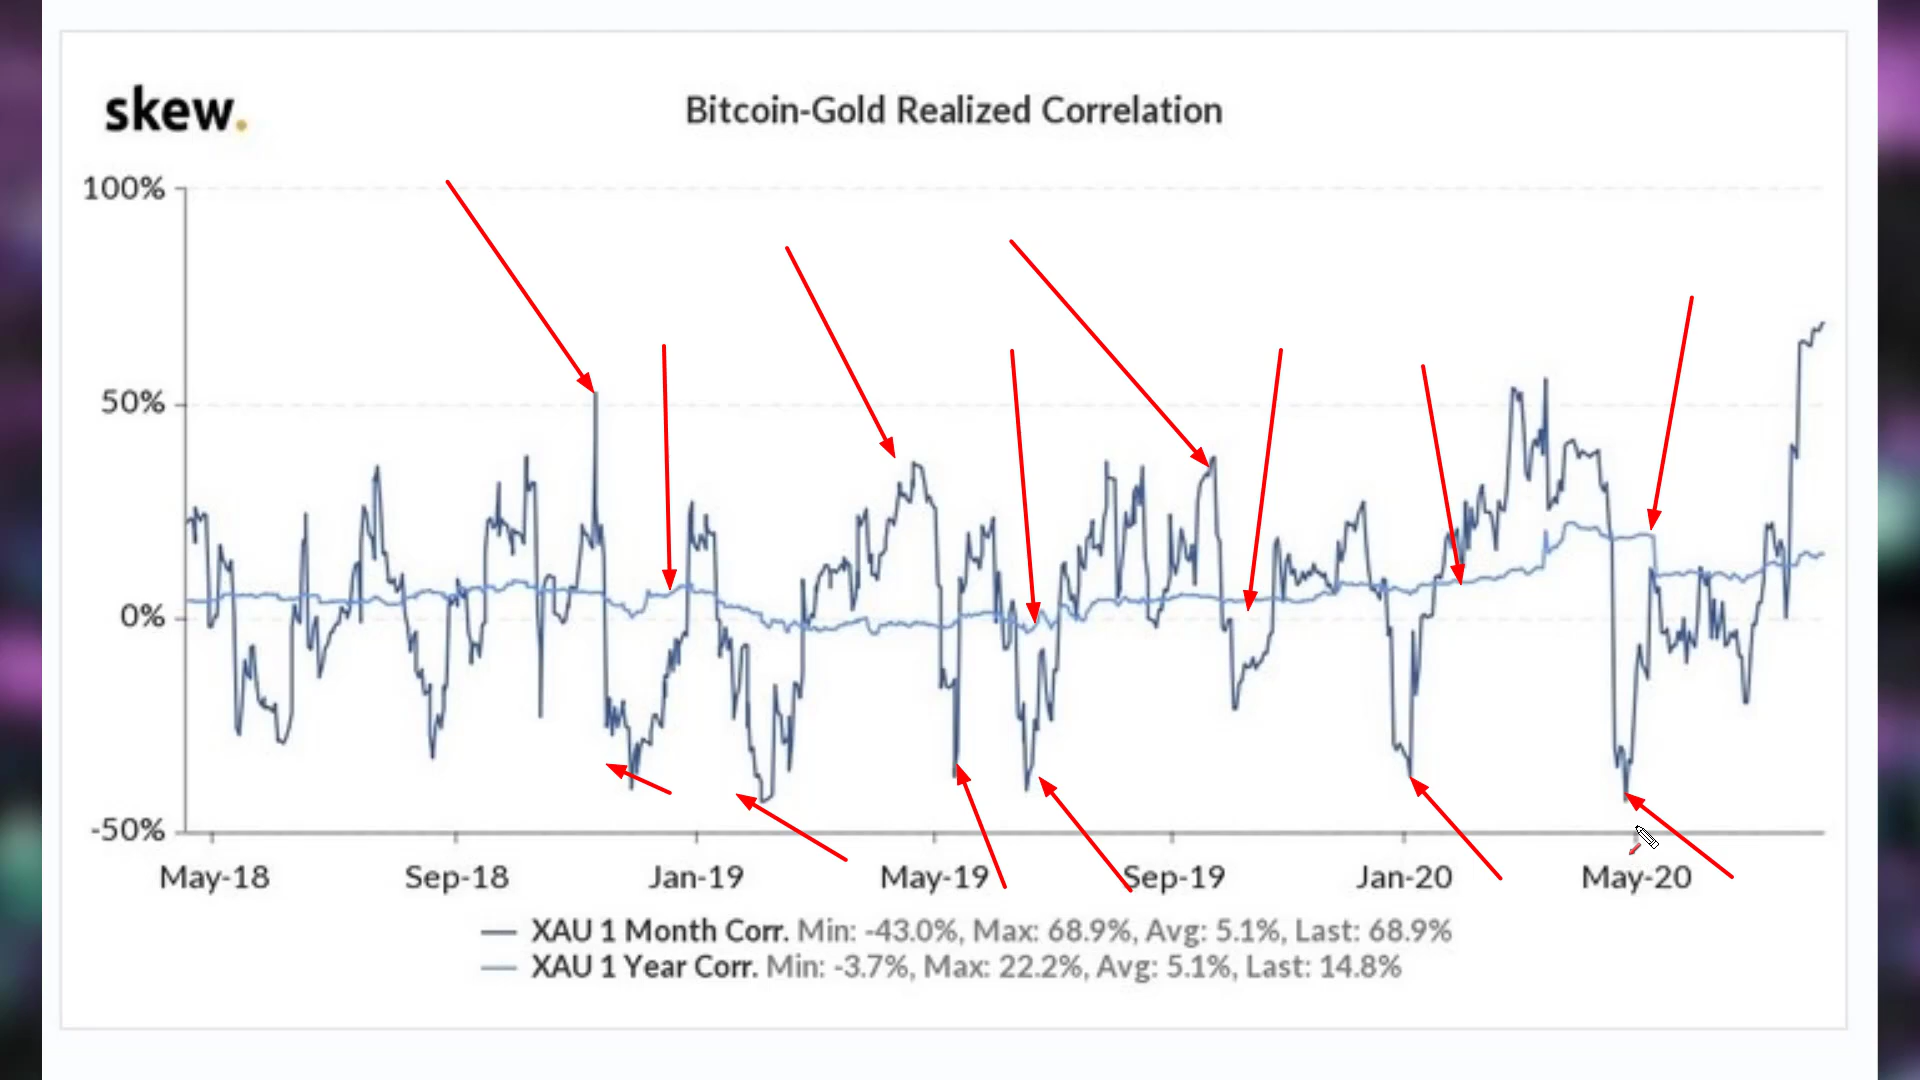 skew.
Bitcoin-Gold Realized Correlation
100%
50%
0%
-50%
May-18 Sep-18 Jan-19 May-19 Sep-19 Jan-20 May-20
XAU 1 Month Corr. Min: -43.0%, Max: 68.9%, Avg: 5.1%, Last: 68.9%
XAU 1 Year Corr. Min: -3.7%, Max: 22.2%, Avg: 5.1%, Last: 14.8%